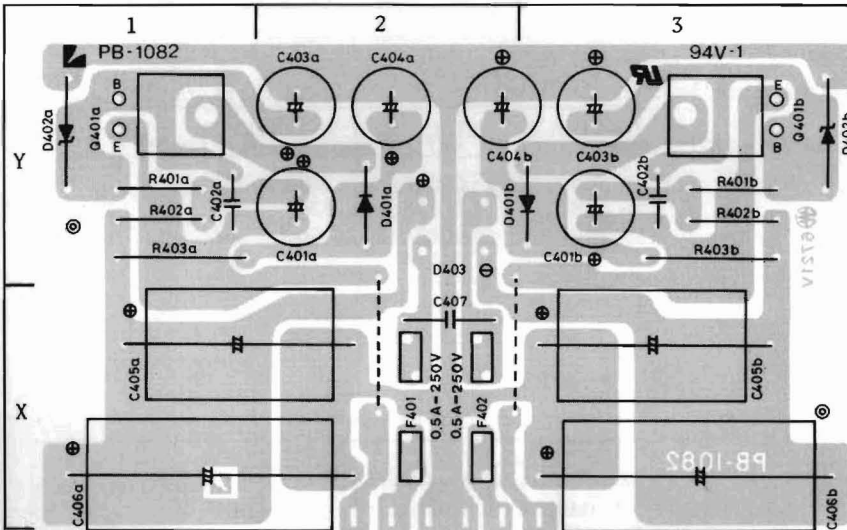 1 2 3
PB-1082 94V-1
C403a C404a
B E
D402a Q401a Q401b D402b
E B
C404b C403b
Y
R401a C402a D401a D401b C402b R401b
R402a R402b
R403a C401a C401b R403b
6721V
D403
C407
C405a C405b
0,5A-250V 0,5A-250V
X
F401 F402
PB-1082
C406a C406b